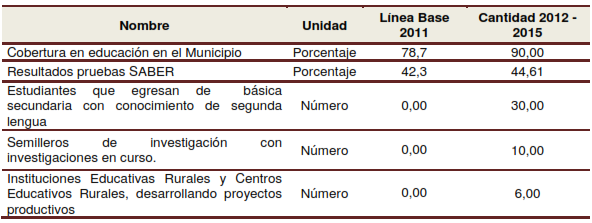 Nombre Unidad Línea Base 2011 Cantidad 2012 - 2015
Cobertura en educación en el Municipio Porcentaje 78,7 90,00
Resultados pruebas SABER Porcentaje 42,3 44,61
Estudiantes que egresan de básica
secundaria con conocimiento de segunda Número 0,00 30,00
lengua
Semilleros de investigación con
investigaciones en curso. Número 0,00 10,00
Instituciones Educativas Rurales y Centros
Educativos Rurales, desarrollando proyectos Número 0,00 6,00
productivos